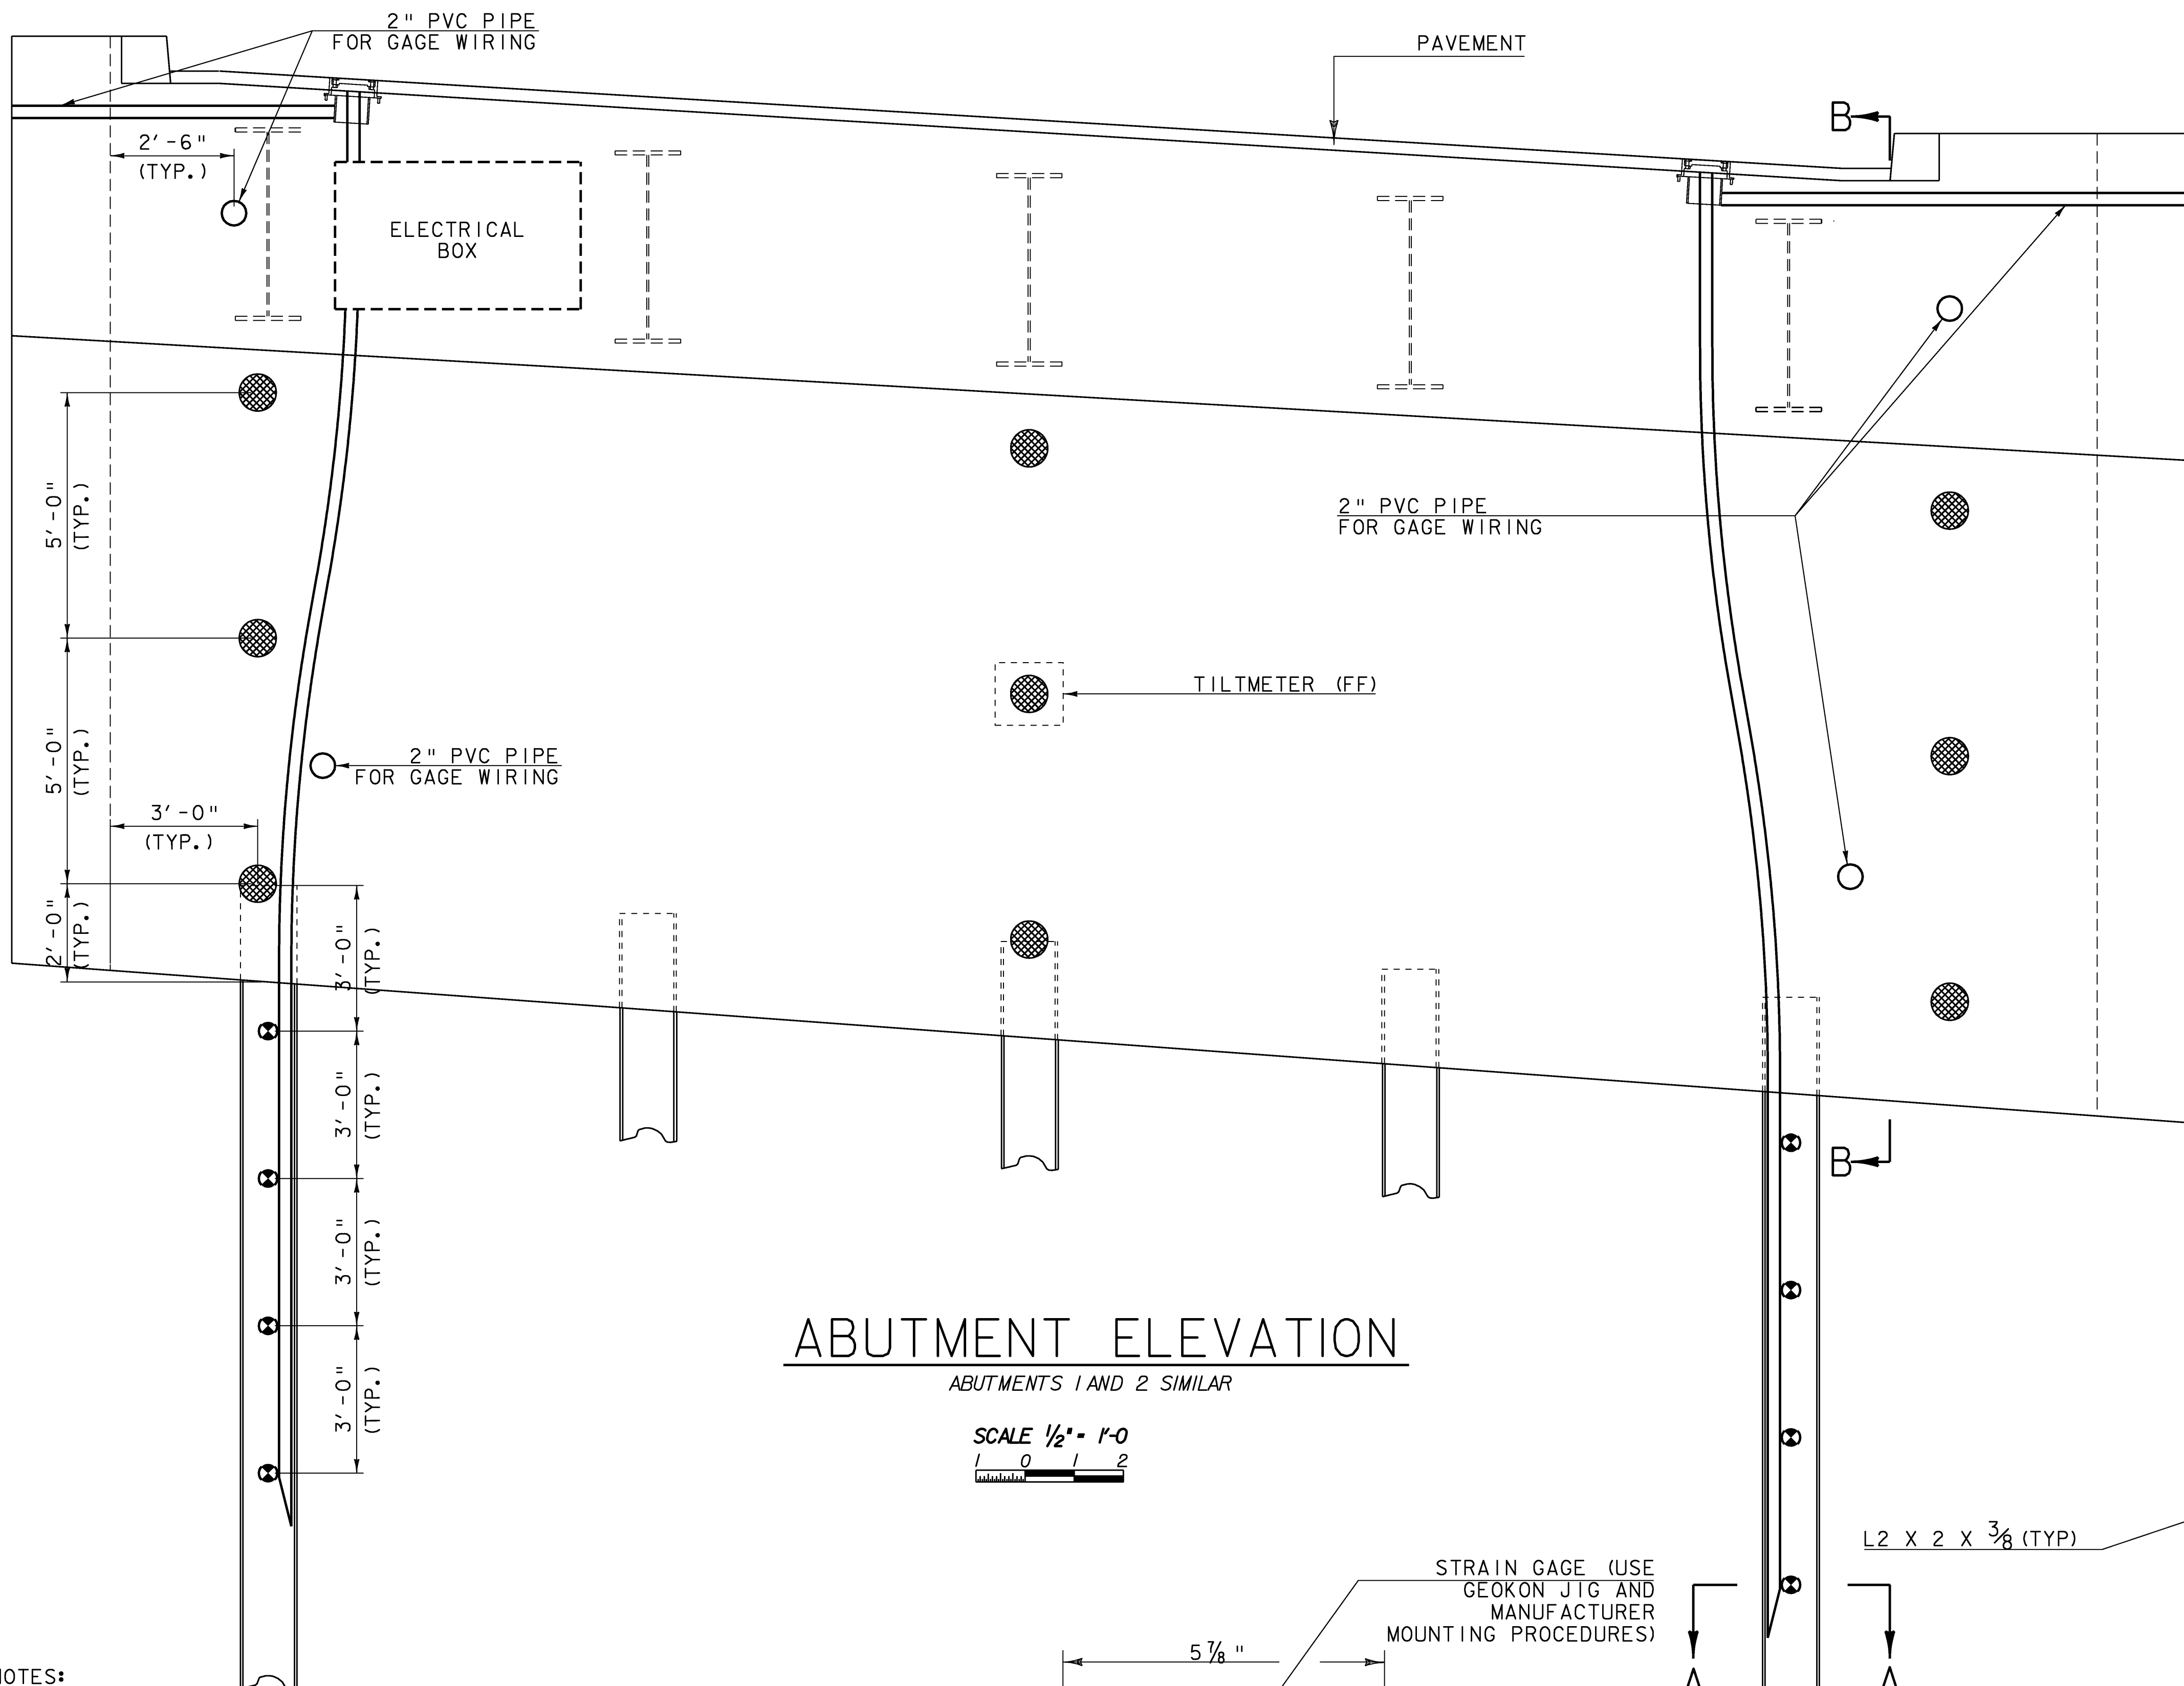 2" PVC PIPE
FOR GAGE WIRING
PAVEMENT
B
2'-6"
(TYP.)
ELECTRICAL
BOX
5'-0"
(TYP.)
2" PVC PIPE
FOR GAGE WIRING
TILTMETER (FF)
2" PVC PIPE
FOR GAGE WIRING
5'-0"
(TYP.)
3'-0"
(TYP.)
2'-0"
(TYP.)
3'-0"
(TYP.)
3'-0"
(TYP.)
B
3'-0"
(TYP.)
3'-0"
(TYP.)
ABUTMENT ELEVATION
ABUTMENTS 1 AND 2 SIMILAR
SCALE 1/2" = 1'-0
1 0 1 2
L2 X 2 X 3/8 (TYP)
STRAIN GAGE (USE
GEOKON JIG AND
MANUFACTURER
MOUNTING PROCEDURES)
5 7/8 "
A A